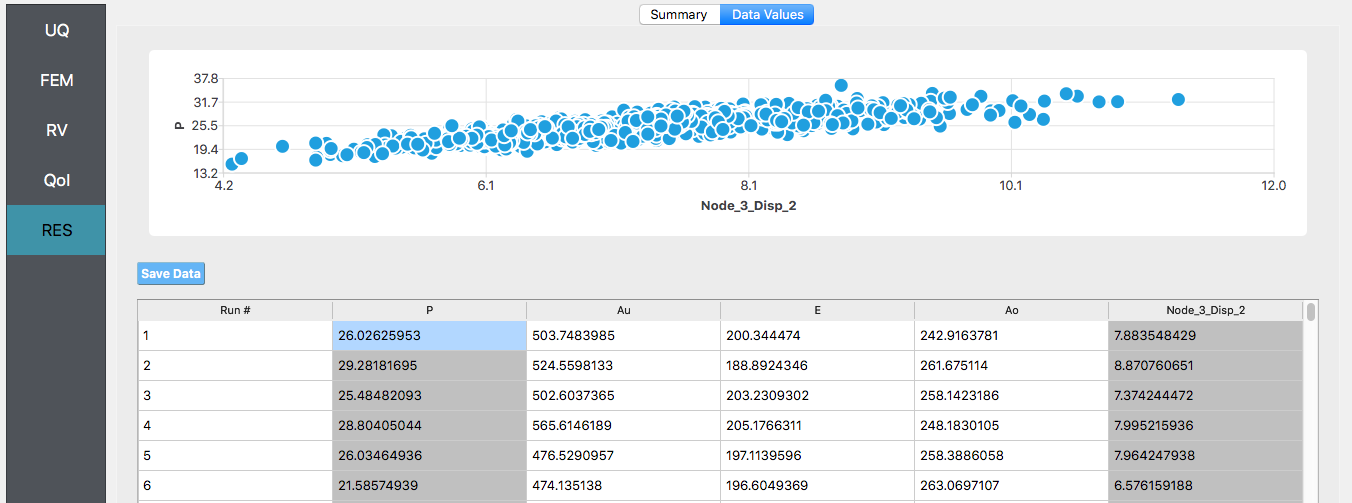 UQ
FEM
RV
QoI
RES
Summary Data Values
37.8
31.7
25.5
19.4
13.2
P
4.2 6.1 8.1 10.1 12.0
Node_3_Disp_2
Save Data
Run # P Au E Ao Node_3_Disp_2
1 26.02625953 503.7483985 200.344474 242.9163781 7.883548429
2 29.28181695 524.5598133 188.8924346 261.675114 8.870760651
3 25.48482093 502.6037365 203.2309302 258.1423186 7.374244472
4 28.80405044 565.6146189 205.1766311 248.1830105 7.995215936
5 26.03464936 476.5290957 197.1139596 258.3886058 7.964247938
6 21.58574939 474.135138 196.6049369 263.0697107 6.576159188